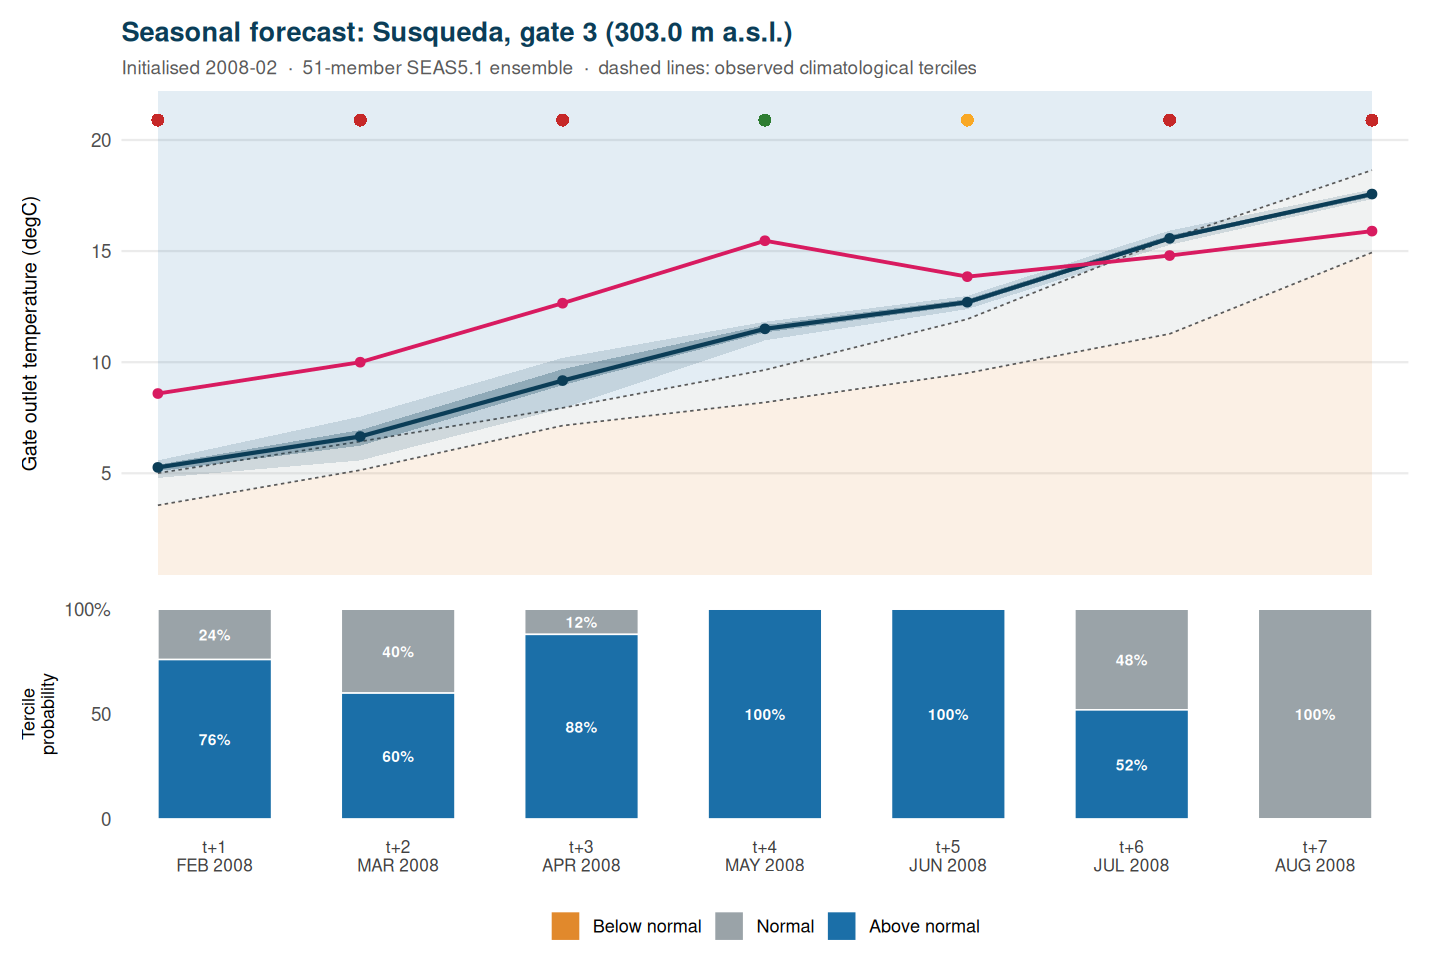 Seasonal forecast: Susqueda, gate 3 (303.0 m a.s.l.)
Initialised 2008-02 · 51-member SEAS5.1 ensemble · dashed lines: observed climatological terciles
Gate outlet temperature (degC)
20
15
10
5
Tercile
probability
100%
50
0
24%
76%
40%
60%
12%
88%
100%
100%
48%
52%
100%
t+1
FEB 2008
t+2
MAR 2008
t+3
APR 2008
t+4
MAY 2008
t+5
JUN 2008
t+6
JUL 2008
t+7
AUG 2008
Below normal
Normal
Above normal